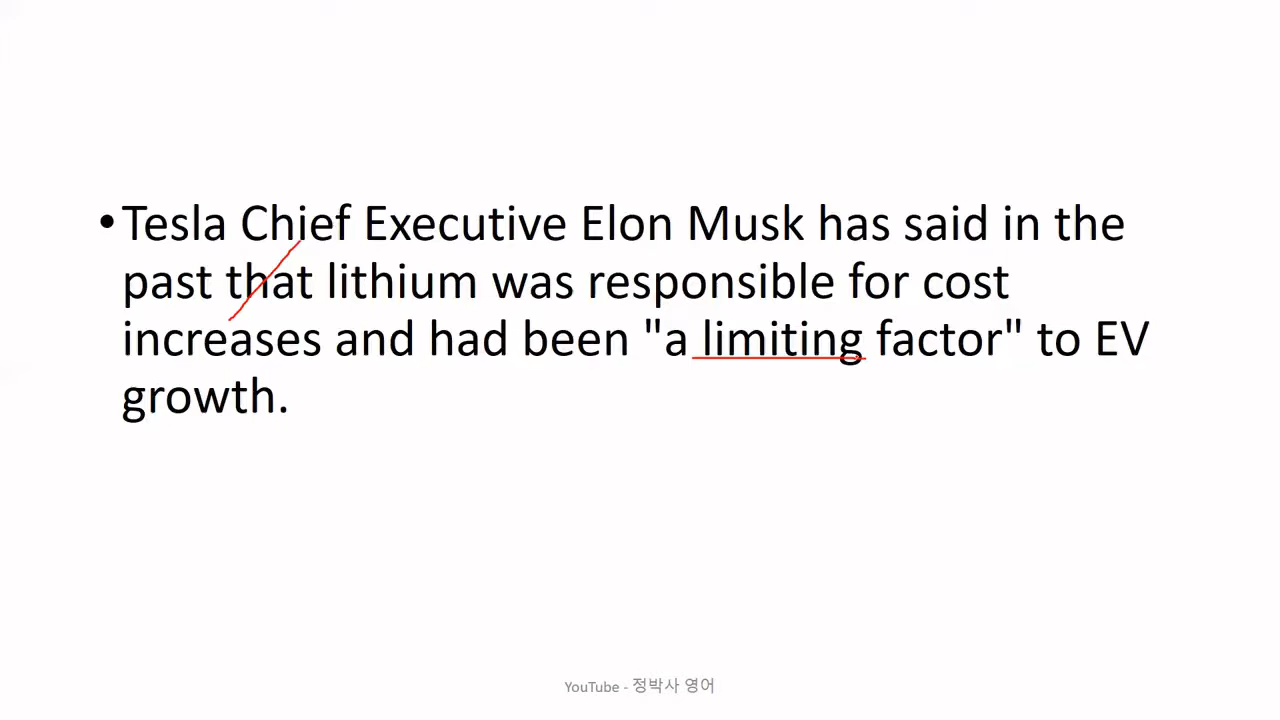 •Tesla Chief Executive Elon Musk has said in the
past that lithium was responsible for cost
increases and had been "a limiting factor" to EV
growth.
YouTube - 정박사 영어